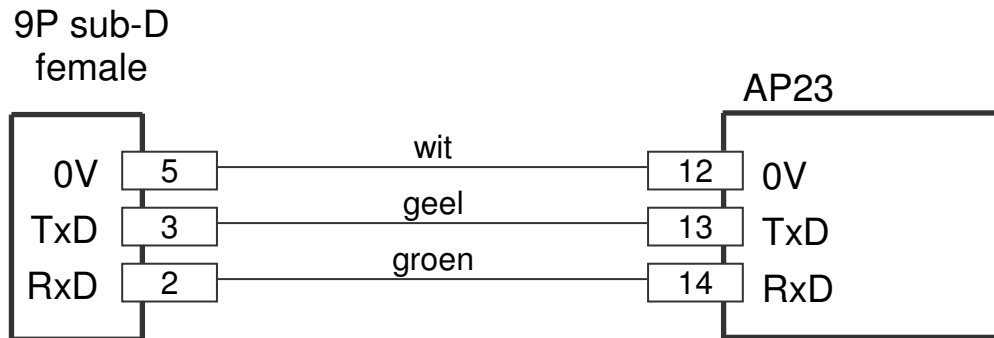 9P sub-D
female
AP23
wit
0V 5 12 0V
geel
TxD 3 13 TxD
groen
RxD 2 14 RxD